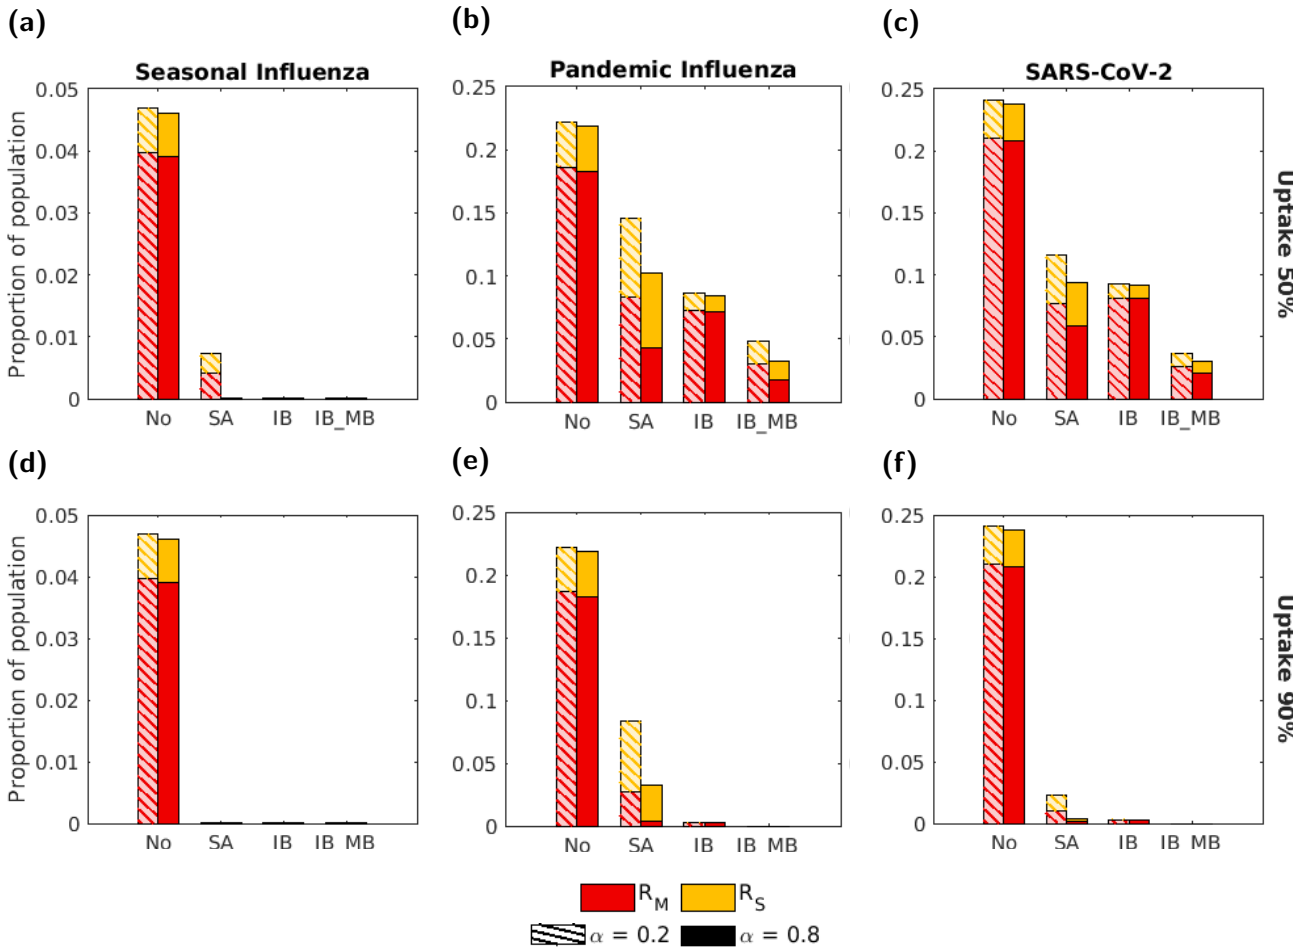 (a)
(b)
(c)
Seasonal Influenza
Pandemic Influenza
SARS-CoV-2
Proportion of population
0.05
0.04
0.03
0.02
0.01
0
No SA IB IB_MB
0.25
0.2
0.15
0.1
0.05
0
No SA IB IB_MB
0.25
0.2
0.15
0.1
0.05
0
No SA IB IB_MB
Uptake 50%
(d)
(e)
(f)
Proportion of population
0.05
0.04
0.03
0.02
0.01
0
No SA IB IB_MB
0.25
0.2
0.15
0.1
0.05
0
No SA IB IB_MB
0.25
0.2
0.15
0.1
0.05
0
No SA IB IB_MB
Uptake 90%
R_M R_S
α = 0.2 α = 0.8